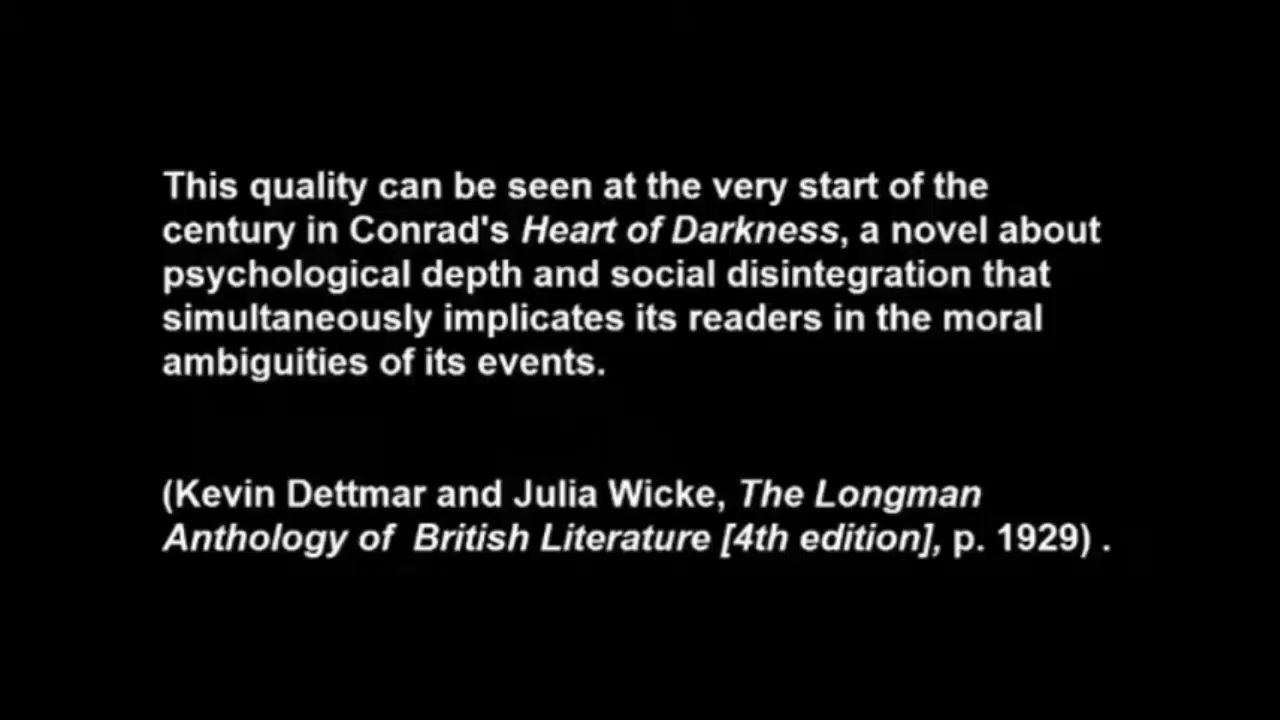 This quality can be seen at the very start of the
century in Conrad's Heart of Darkness, a novel about
psychological depth and social disintegration that
simultaneously implicates its readers in the moral
ambiguities of its events.
(Kevin Dettmar and Julia Wicke, The Longman
Anthology of British Literature [4th edition], p. 1929) .